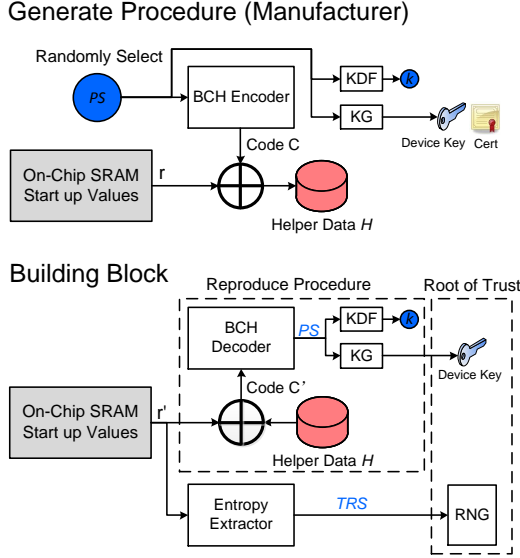 Generate Procedure (Manufacturer)
Randomly Select
PS
BCH Encoder
KDF
k
KG
Device Key
Cert
Code C
On-Chip SRAM
Start up Values
r
Helper Data H
Building Block
Reproduce Procedure
Root of Trust
BCH
Decoder
PS
KDF
k
KG
Device Key
Code C'
On-Chip SRAM
Start up Values
r'
Helper Data H
Entropy
Extractor
TRS
RNG